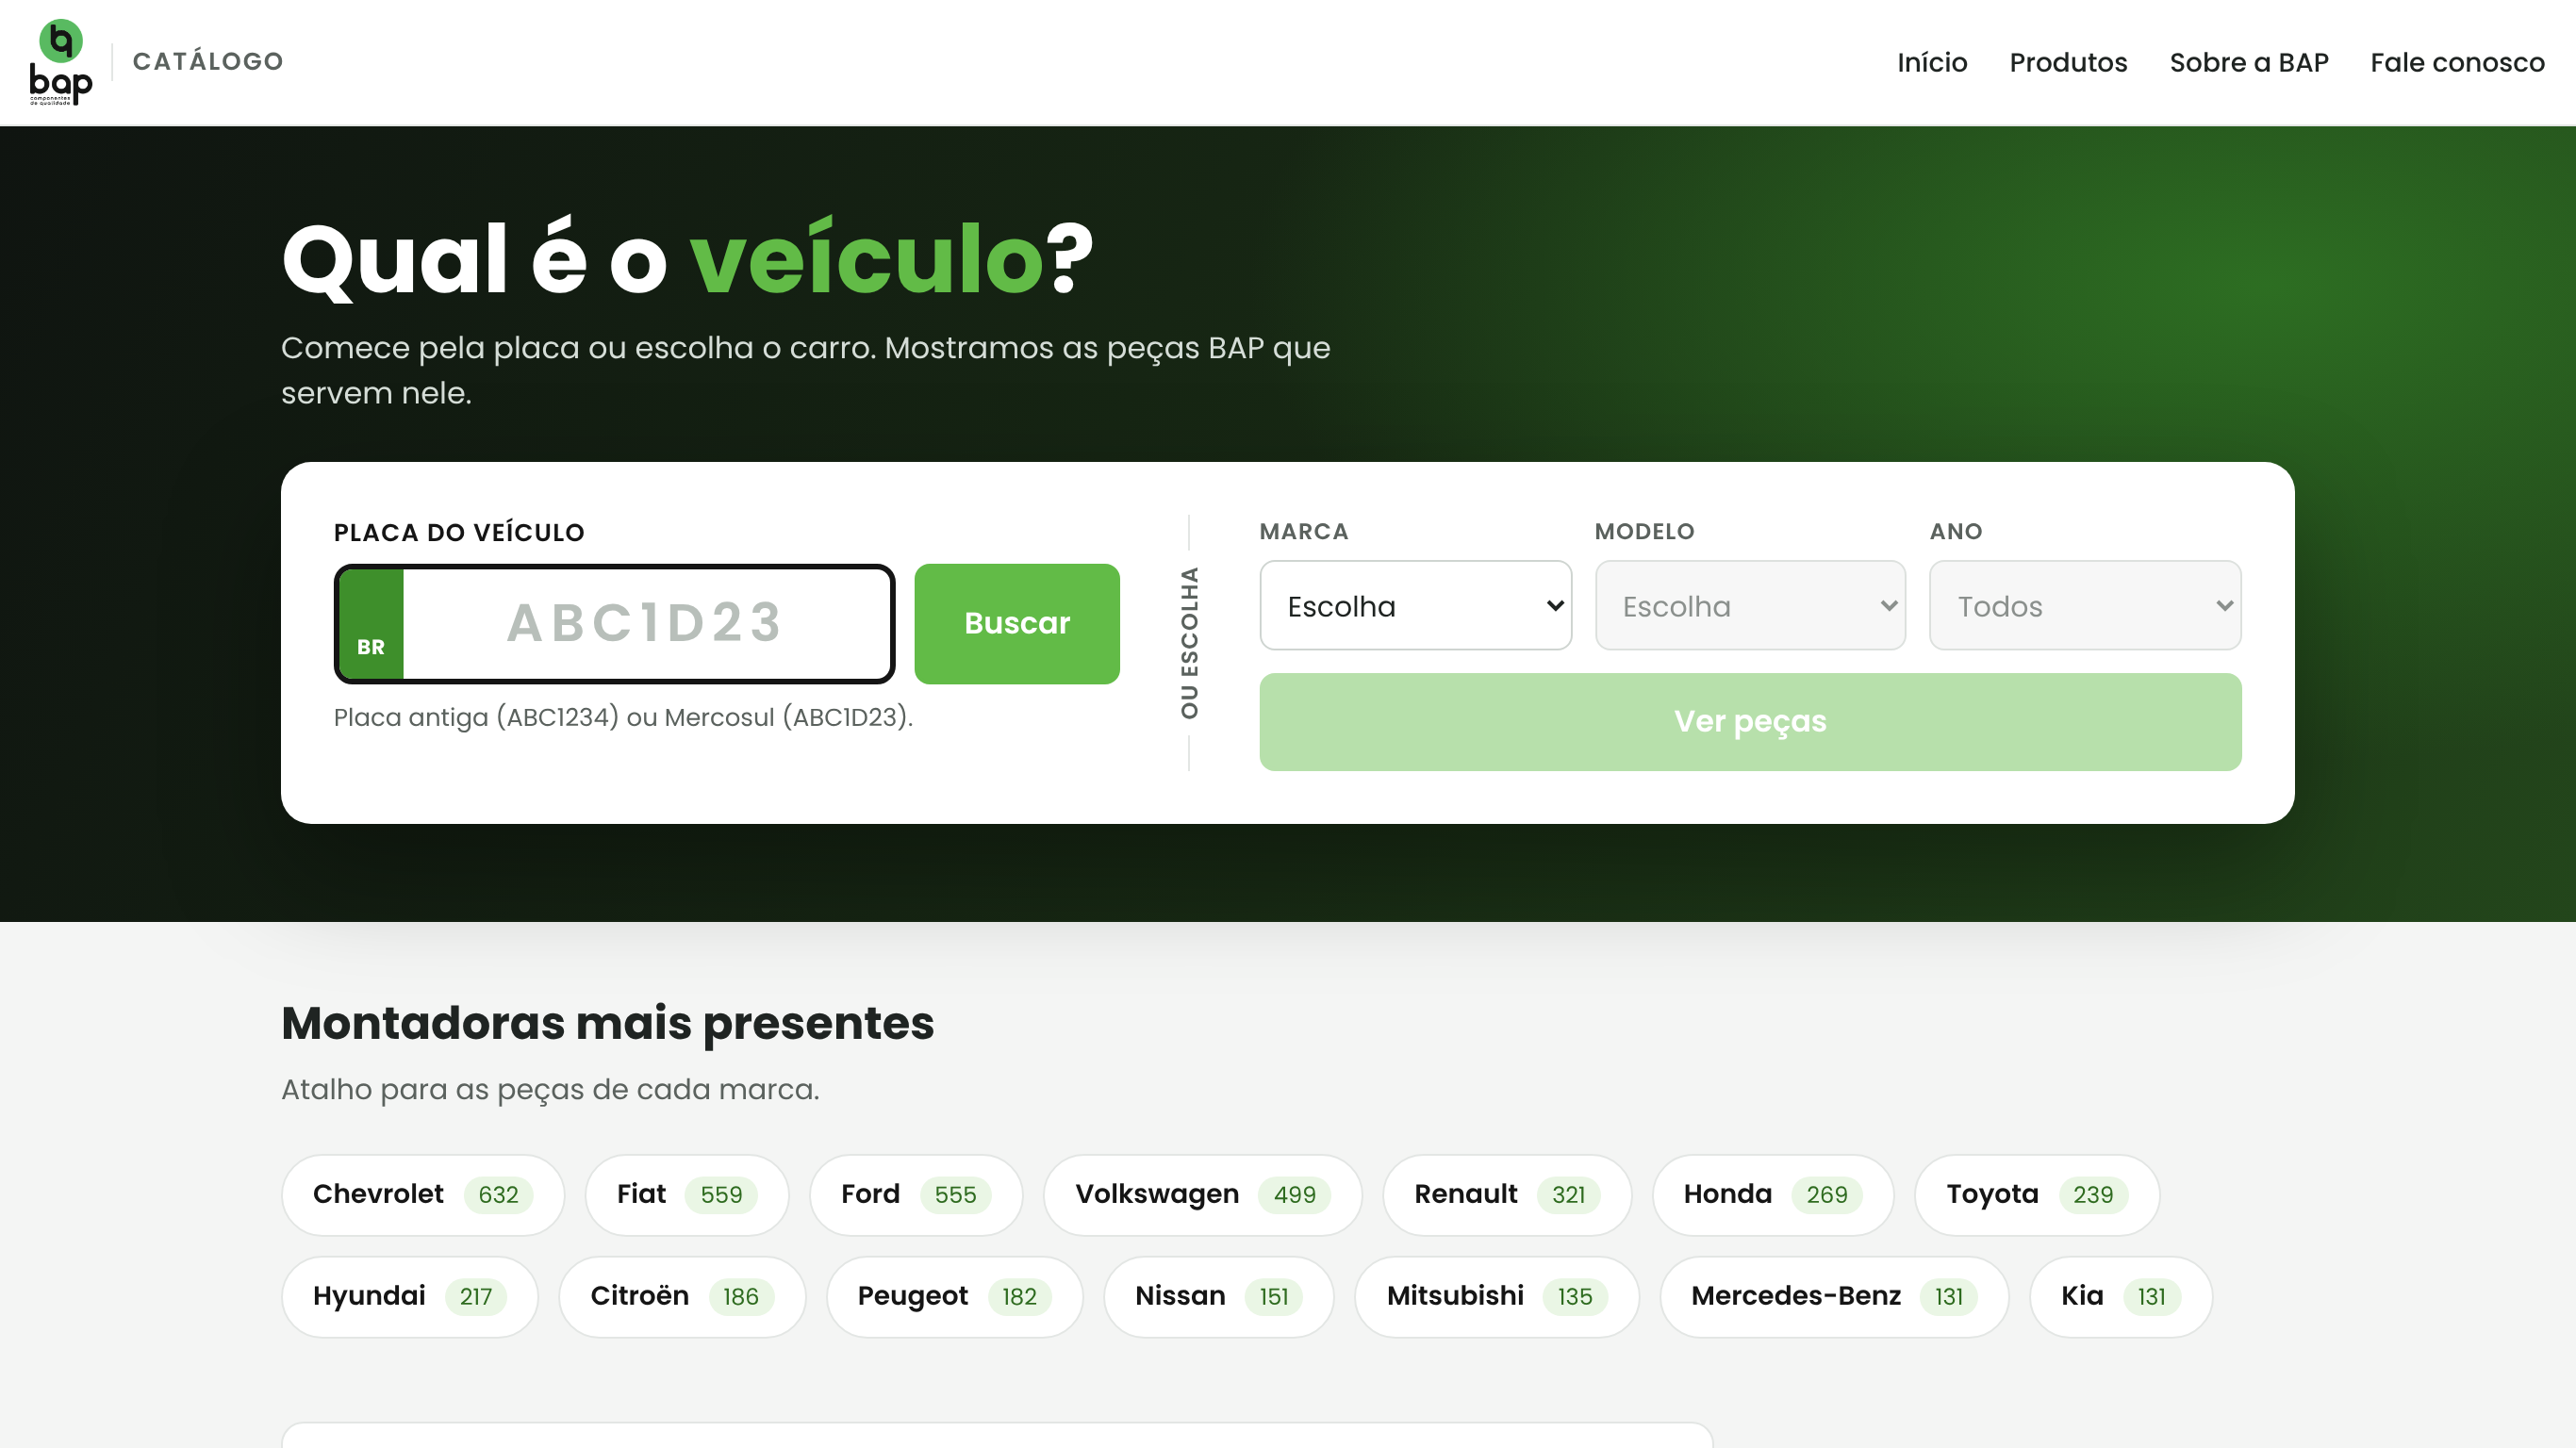 bap
componentes
de qualidade
CATÁLOGO
Início
Produtos
Sobre a BAP
Fale conosco
Qual é o veículo?
Comece pela placa ou escolha o carro. Mostramos as peças BAP que
servem nele.
PLACA DO VEÍCULO
BR
ABC1D23
Buscar
Placa antiga (ABC1234) ou Mercosul (ABC1D23).
OU ESCOLHA
MARCA
MODELO
ANO
Escolha
Escolha
Todos
Ver peças
Montadoras mais presentes
Atalho para as peças de cada marca.
Chevrolet 632
Fiat 559
Ford 555
Volkswagen 499
Renault 321
Honda 269
Toyota 239
Hyundai 217
Citroën 186
Peugeot 182
Nissan 151
Mitsubishi 135
Mercedes-Benz 131
Kia 131